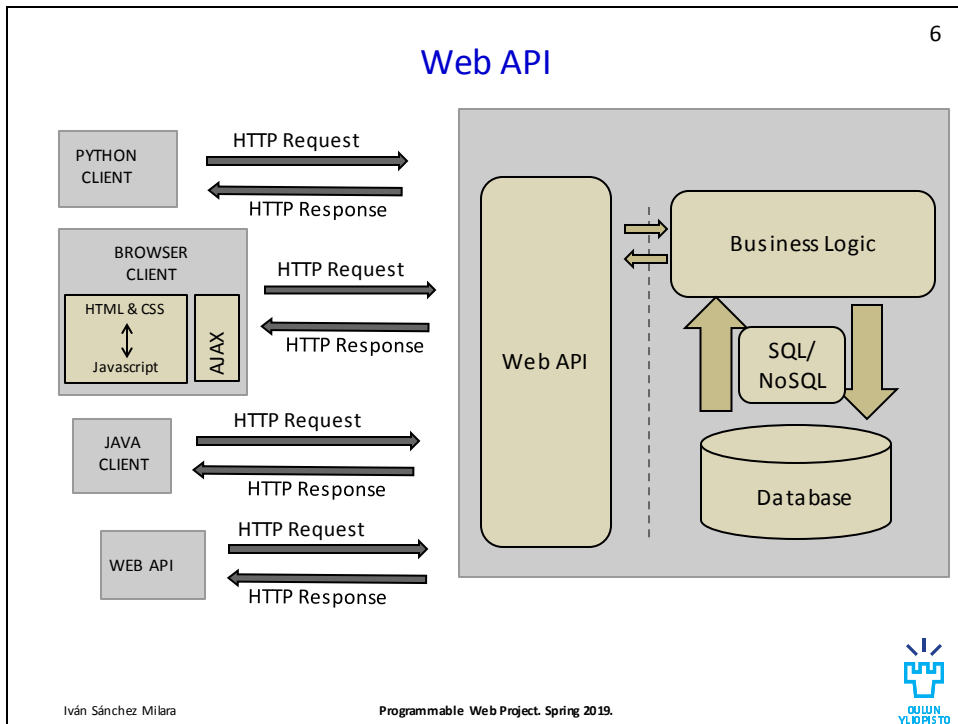 6
Web API
PYTHON
CLIENT
HTTP Request
HTTP Response
BROWSER
CLIENT
HTML & CSS
Javascript
AJAX
HTTP Request
HTTP Response
JAVA
CLIENT
HTTP Request
HTTP Response
WEB API
HTTP Request
HTTP Response
Web API
Business Logic
SQL/
NoSQL
Database
Iván Sánchez Milara
Programmable Web Project. Spring 2019.
OULUN
YLIOPISTO